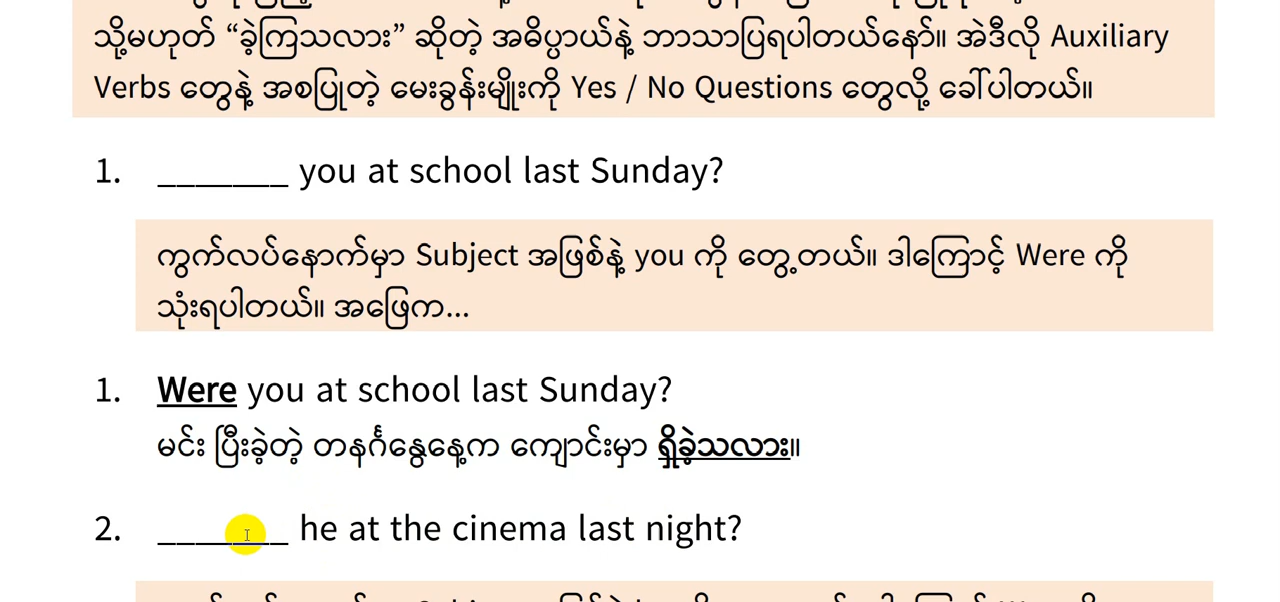 သို့မဟုတ် “ခဲ့ကြသလား” ဆိုတဲ့ အဓိပ္ပာယ်နဲ့ ဘာသာပြန်ရပါတယ်နော်။ အဲဒီလို Auxiliary
Verbs တွေနဲ့ အစပြုတဲ့ မေးခွန်းမျိုးကို Yes / No Questions တွေလို့ ခေါ်ပါတယ်။
1. _______ you at school last Sunday?
ကွက်လပ်နောက်မှာ Subject အဖြစ်နဲ့ you ကို တွေ့တယ်။ ဒါကြောင့် Were ကို
သုံးရပါတယ်။ အဖြေက...
1. Were you at school last Sunday?
မင်း ပြီးခဲ့တဲ့ တနင်္ဂနွေနေ့က ကျောင်းမှာ ရှိခဲ့သလား။
2. _______ he at the cinema last night?